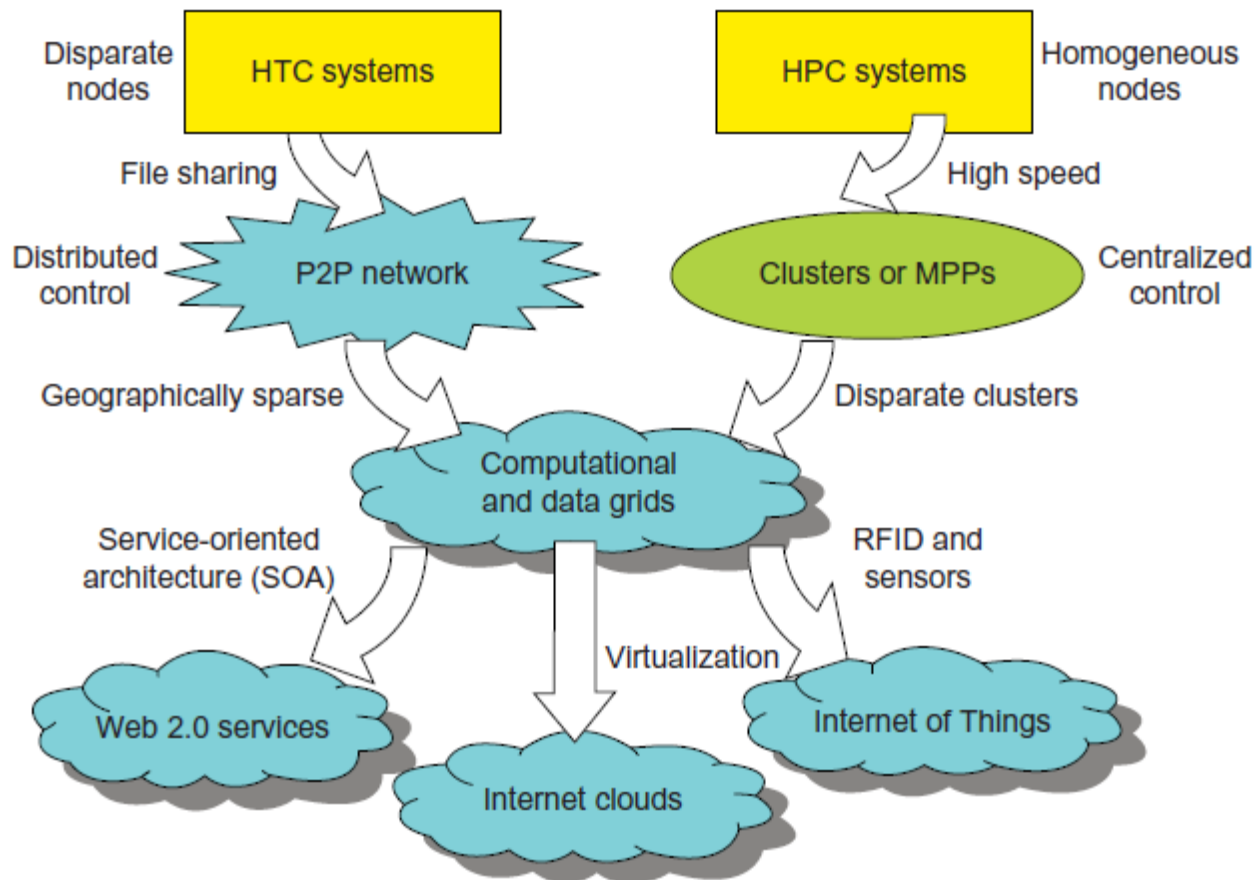 Disparate
nodes
HTC systems
HPC systems
Homogeneous
nodes
File sharing
High speed
Distributed
control
P2P network
Clusters or MPPs
Centralized
control
Geographically sparse
Disparate clusters
Computational
and data grids
Service-oriented
architecture (SOA)
RFID and
sensors
Virtualization
Web 2.0 services
Internet of Things
Internet clouds